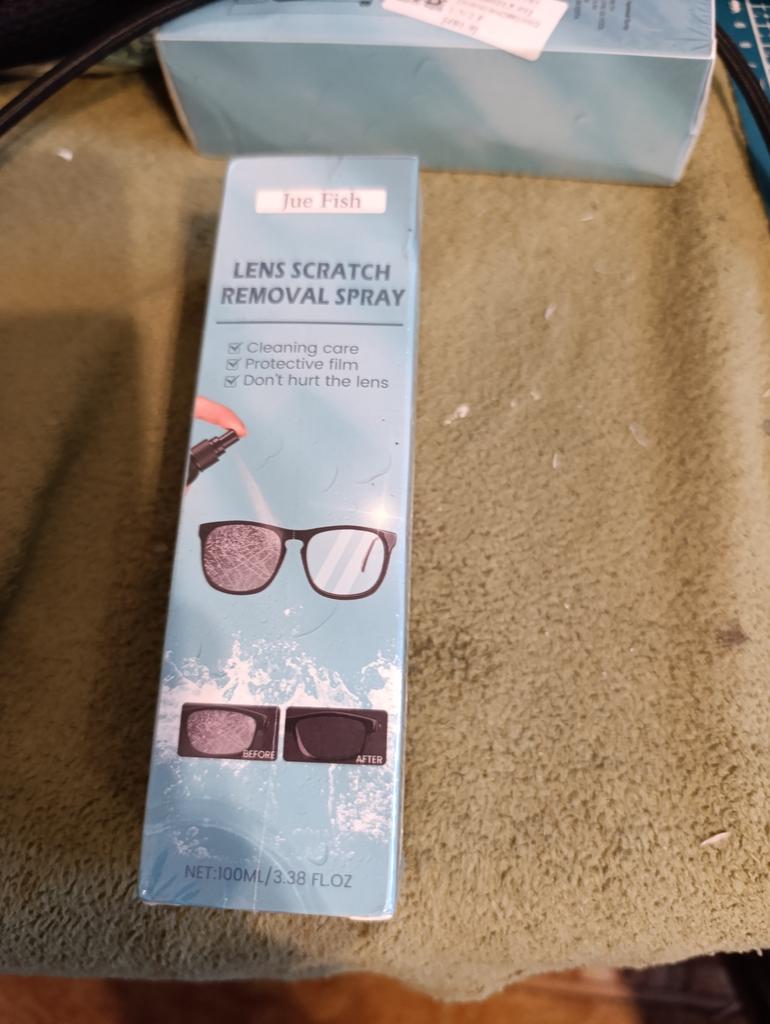 Jue Fish
LENS SCRATCH
REMOVAL SPRAY
Cleaning care
Protective film
Don't hurt the lens
BEFORE
AFTER
NET:100ML/3.38 FL.OZ